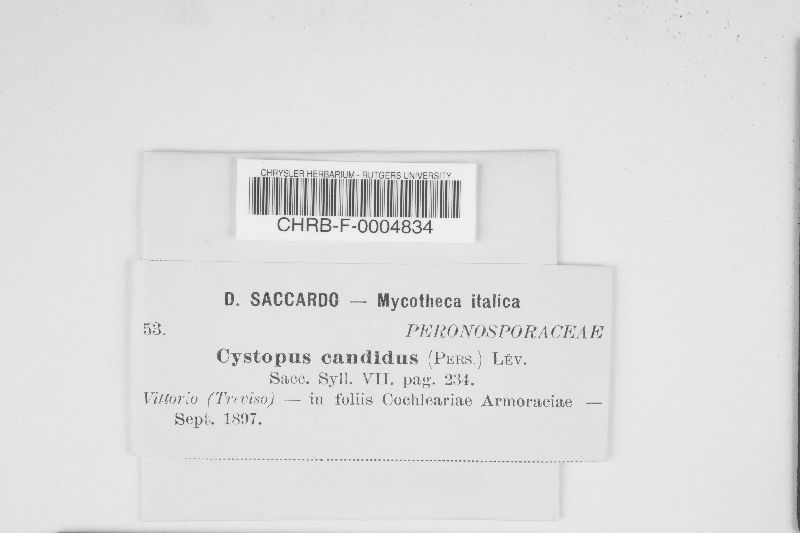 CHRYSLER HERBARIUM - RUTGERS UNIVERSITY
CHRB-F-0004834
D. SACCARDO — Mycotheca italica
53. PERONOSPORACEAE
Cystopus candidus (PERS.) LÉV.
Sacc. Syll. VII. pag. 234.
Vittorio (Treviso) — in foliis Cochleariae Armoraciae —
Sept. 1897.